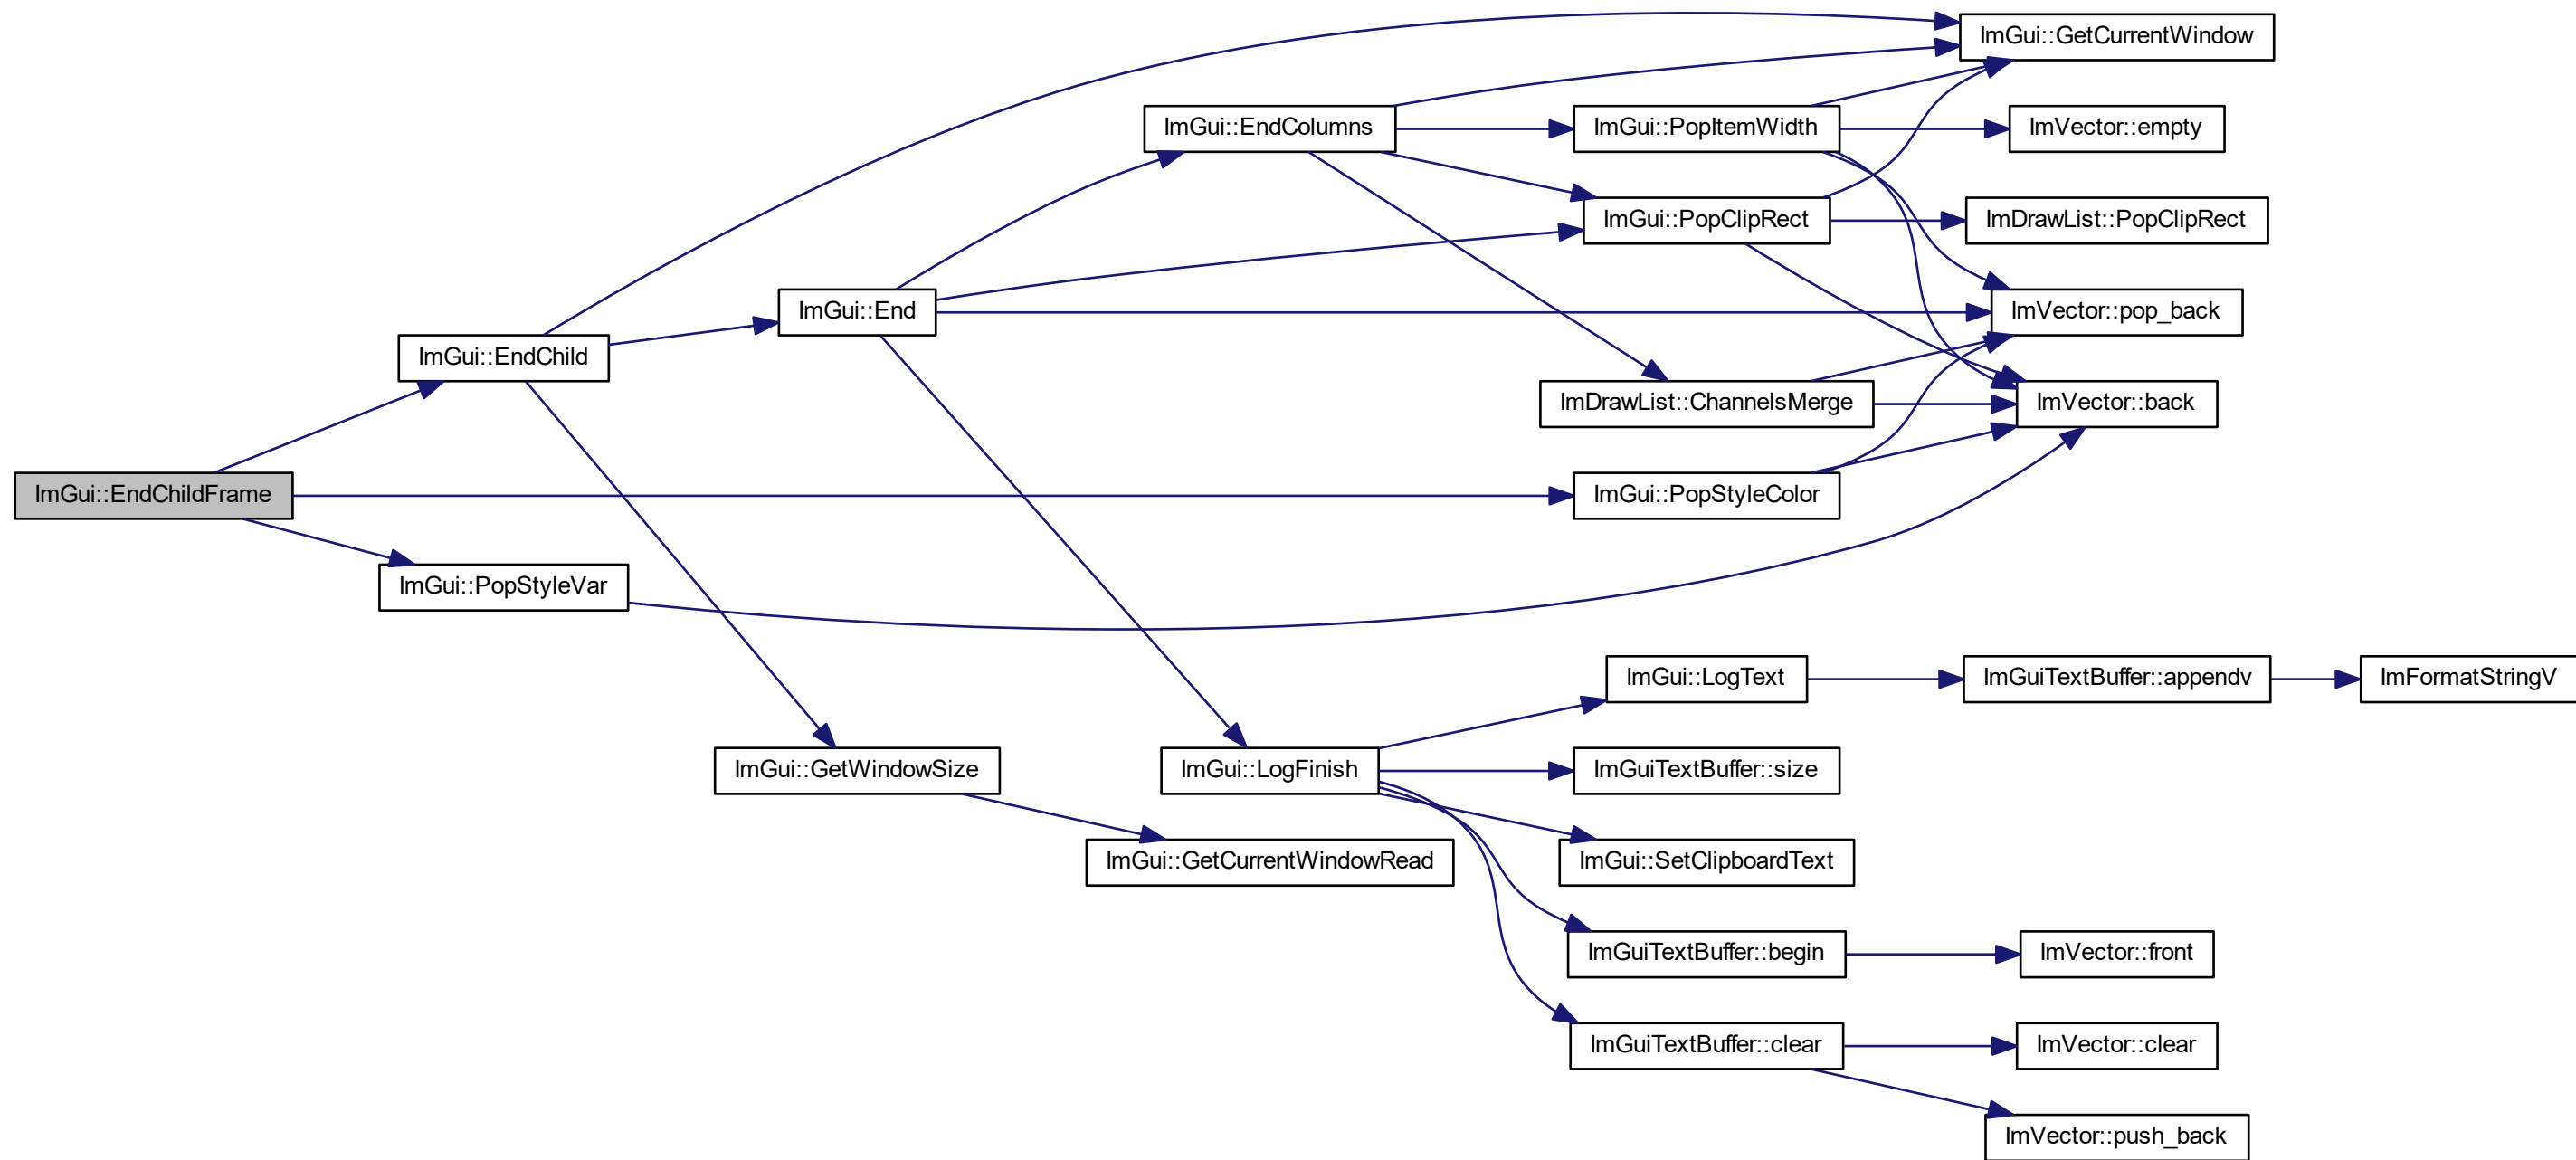 ImGui::GetCurrentWindow
ImGui::EndColumns
ImGui::PopItemWidth
ImVector::empty
ImGui::PopClipRect
ImDrawList::PopClipRect
ImGui::End
ImVector::pop_back
ImGui::EndChild
ImDrawList::ChannelsMerge
ImVector::back
ImGui::EndChildFrame
ImGui::PopStyleColor
ImGui::PopStyleVar
ImGui::LogText
ImGuiTextBuffer::appendv
ImFormatStringV
ImGui::GetWindowSize
ImGui::LogFinish
ImGuiTextBuffer::size
ImGui::GetCurrentWindowRead
ImGui::SetClipboardText
ImGuiTextBuffer::begin
ImVector::front
ImGuiTextBuffer::clear
ImVector::clear
ImVector::push_back